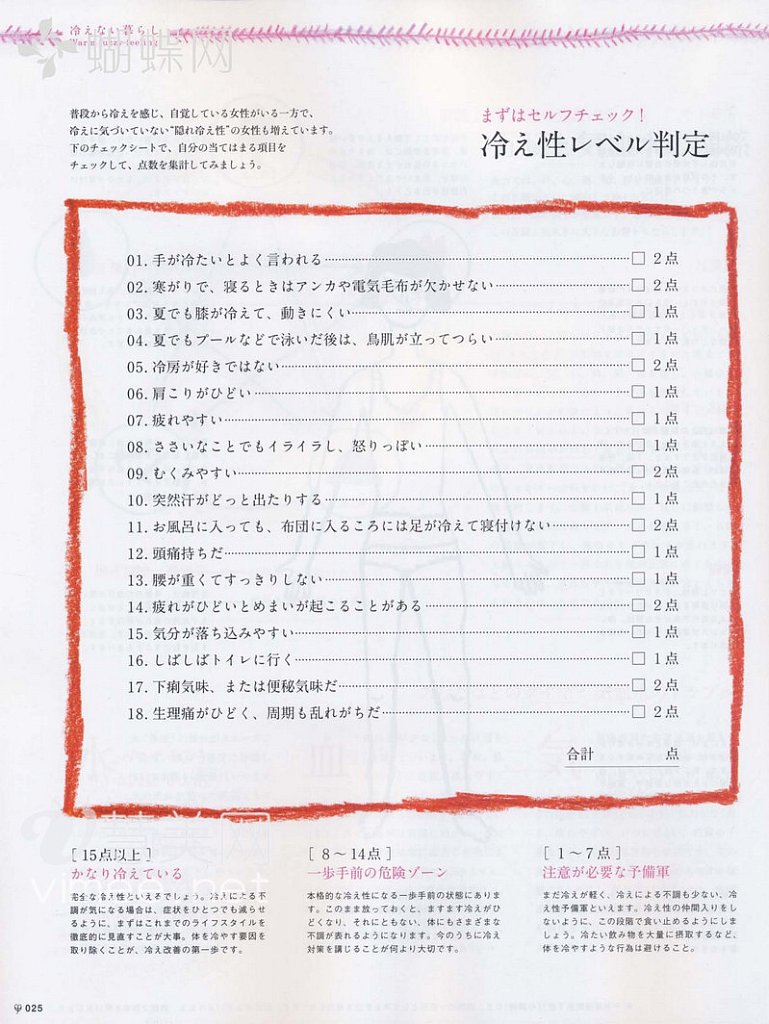 冷えない暮らし
蝴蝶网
普段から冷えを感じ、自覚している女性がいる一方で、
冷えに気づいていない“隠れ冷え性”の女性も増えています。
下のチェックシートで、自分の当てはまる項目を
チェックして、点数を集計してみましょう。
まずはセルフチェック!
冷え性レベル判定
01. 手が冷たいとよく言われる □ 2点
02. 寒がりで、寝るときはアンカや電気毛布が欠かせない □ 2点
03. 夏でも膝が冷えて、動きにくい □ 1点
04. 夏でもプールなどで泳いだ後は、鳥肌が立ってつらい □ 1点
05. 冷房が好きではない □ 2点
06. 肩こりがひどい □ 1点
07. 疲れやすい □ 1点
08. ささいなことでもイライラし、怒りっぽい □ 1点
09. むくみやすい □ 2点
10. 突然汗がどっと出たりする □ 1点
11. お風呂に入っても、布団に入るころには足が冷えて寝付けない □ 2点
12. 頭痛持ちだ □ 1点
13. 腰が重くてすっきりしない □ 1点
14. 疲れがひどいとめまいが起こることがある □ 2点
15. 気分が落ち込みやすい □ 1点
16. しばしばトイレに行く □ 1点
17. 下痢気味、または便秘気味だ □ 2点
18. 生理痛がひどく、周期も乱れがちだ □ 2点
合計 点
[ 15点以上 ]
かなり冷えている
完全な冷え性といえるでしょう。冷えによる不
調が気になる場合は、症状をひとつでも減らせ
るように、まずはこれまでのライフスタイルを
徹底的に見直すことが大事。体を冷やす要因を
取り除くことが、冷え改善の第一歩です。
[ 8〜14点 ]
一歩手前の危険ゾーン
本格的な冷え性になる一歩手前の状態にありま
す。このまま放っておくと、ますます冷えがひ
どくなり、それにともない、体にもさまざまな
不調が表れるようになります。今のうちに冷え
対策を講じることが何より大切です。
[ 1〜7点 ]
注意が必要な予備軍
まだ冷えが軽く、冷えによる不調も少ない、冷
え性予備軍といえます。冷え性の仲間入りをし
ないように、この段階で食い止めるようにしま
しょう。冷たい飲み物を大量に摂取するなど、
体を冷やすような行為は避けること。
025